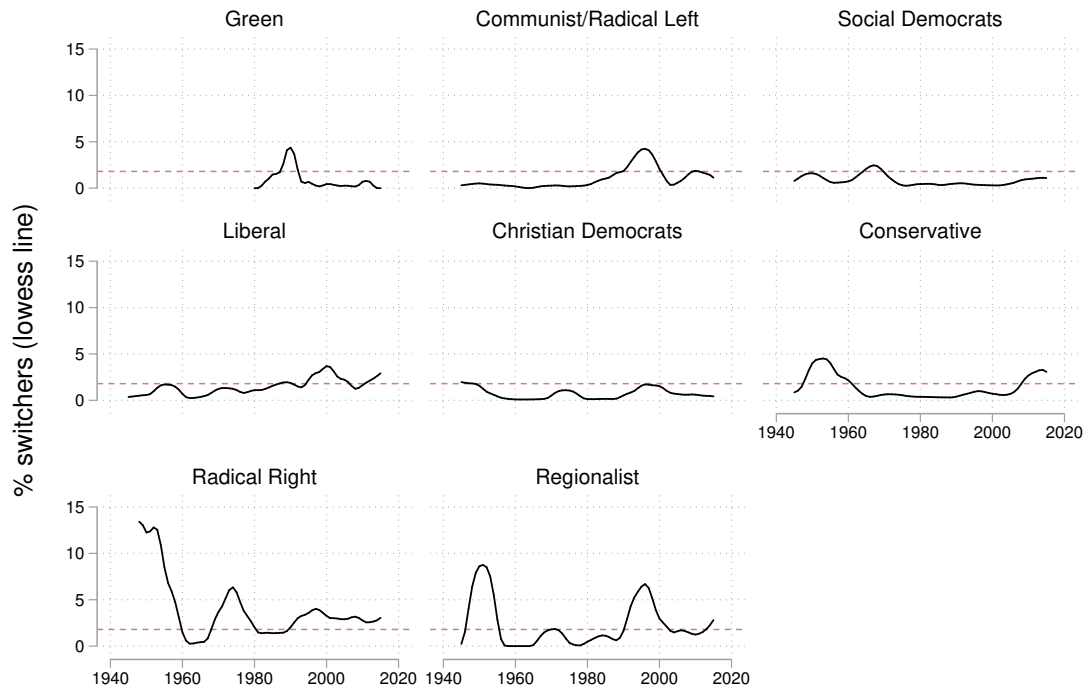 Green Communist/Radical Left Social Democrats
15
10
5
0
Liberal Christian Democrats Conservative
15
10
5
0
1940 1960 1980 2000 2020
Radical Right Regionalist
15
10
5
0
1940 1960 1980 2000 2020 1940 1960 1980 2000 2020
% switchers (lowess line)